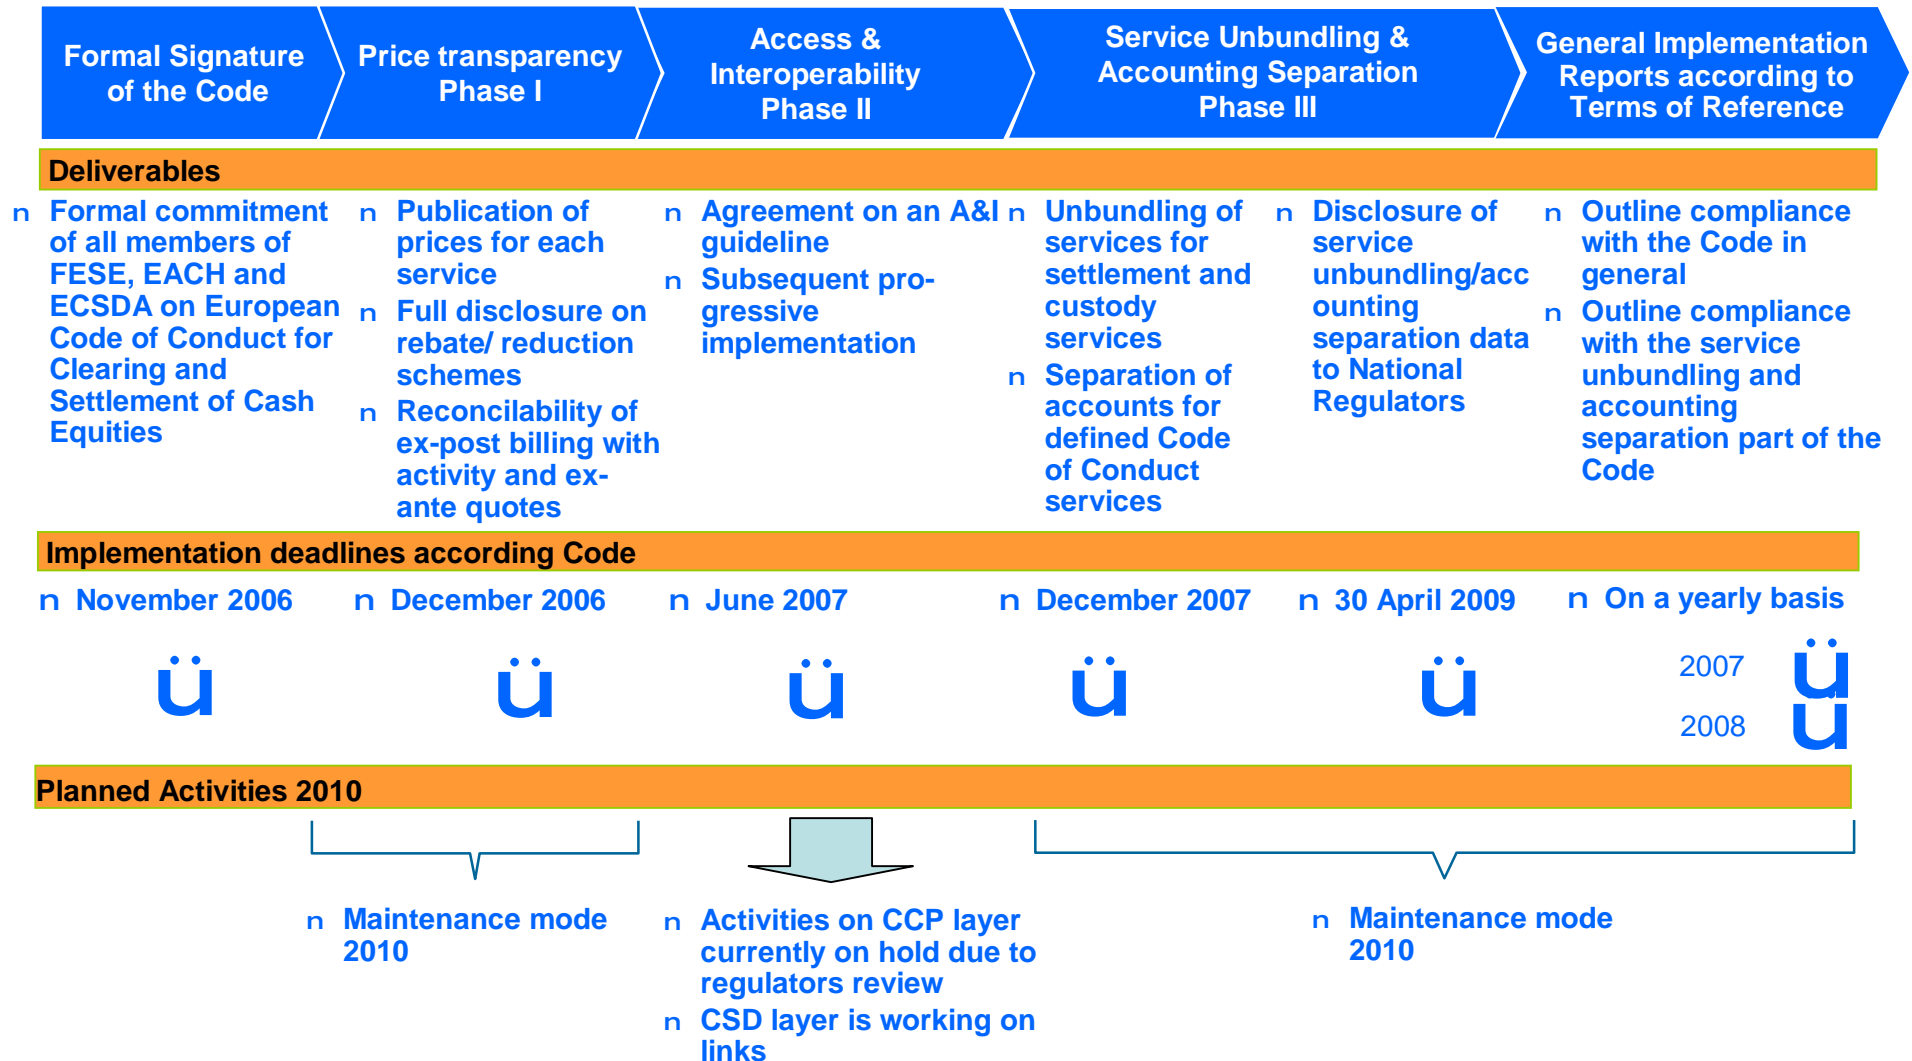 Formal Signature
of the Code
Price transparency
Phase I
Access &
Interoperability
Phase II
Service Unbundling &
Accounting Separation
Phase III
General Implementation
Reports according to
Terms of Reference
Deliverables
n Formal commitment
of all members of
FESE, EACH and
ECSDA on European
Code of Conduct for
Clearing and
Settlement of Cash
Equities
n Publication of
prices for each
service
n Full disclosure on
rebate/ reduction
schemes
n Reconcilability of
ex-post billing with
activity and ex-
ante quotes
n Agreement on an A&I
guideline
n Subsequent pro-
gressive
implementation
n Unbundling of
services for
settlement and
custody
services
n Separation of
accounts for
defined Code
of Conduct
services
n Disclosure of
service
unbundling/acc
ounting
separation data
to National
Regulators
n Outline compliance
with the Code in
general
n Outline compliance
with the service
unbundling and
accounting
separation part of the
Code
Implementation deadlines according Code
n November 2006
n December 2006
n June 2007
n December 2007
n 30 April 2009
n On a yearly basis
ü
ü
ü
ü
ü
2007 ü
2008 ü
Planned Activities 2010
n Maintenance mode
2010
n Activities on CCP layer
currently on hold due to
regulators review
n CSD layer is working on
links
n Maintenance mode
2010